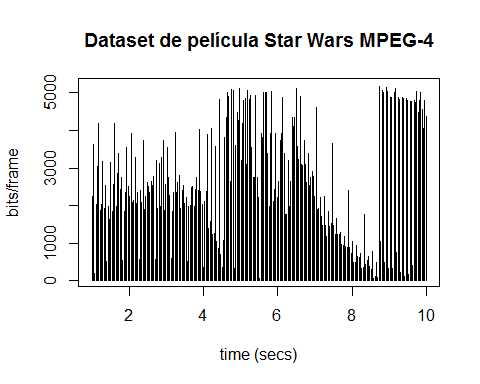 Dataset de película Star Wars MPEG-4
bits/frame
5000
3000
1000
0
2 4 6 8 10
time (secs)